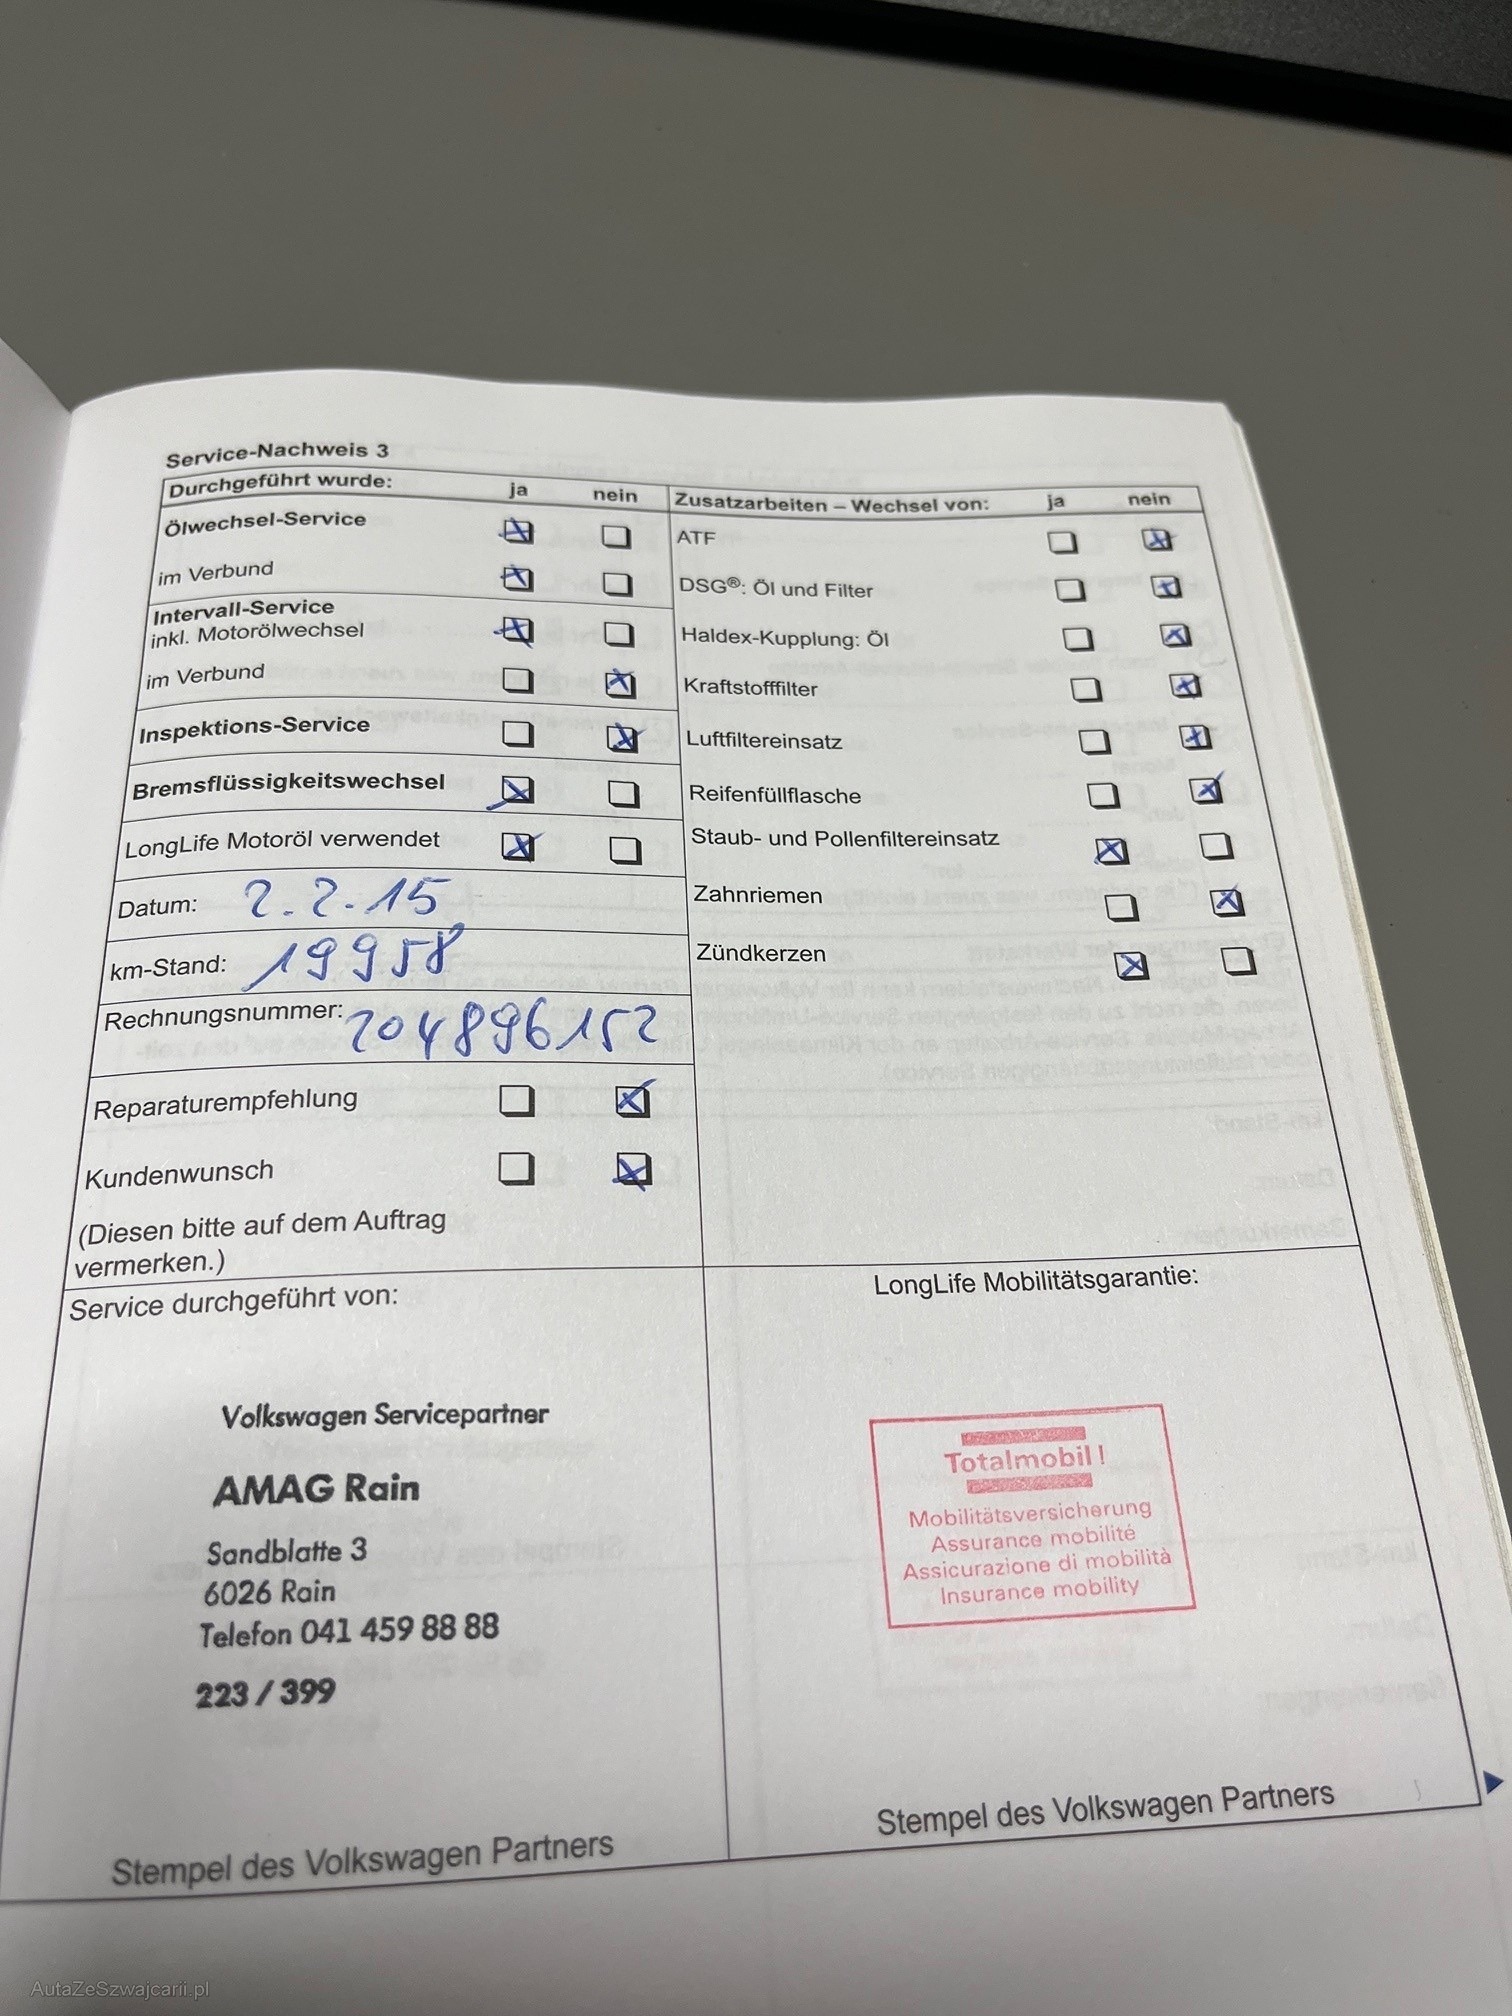 Service-Nachweis 3
Durchgeführt wurde: ja nein
Ölwechsel-Service
im Verbund
Intervall-Service
inkl. Motorölwechsel
im Verbund
Inspektions-Service
Bremsflüssigkeitswechsel
LongLife Motoröl verwendet
Datum: 2.2.15
km-Stand: 19958
Rechnungsnummer: 204896152
Reparaturempfehlung
Kundenwunsch
(Diesen bitte auf dem Auftrag
vermerken.)
Zusatzarbeiten – Wechsel von: ja nein
ATF
DSG®: Öl und Filter
Haldex-Kupplung: Öl
Kraftstofffilter
Luftfiltereinsatz
Reifenfüllflasche
Staub- und Pollenfiltereinsatz
Zahnriemen
Zündkerzen
Service durchgeführt von:
Volkswagen Servicepartner
AMAG Rain
Sandblatte 3
6026 Rain
Telefon 041 459 88 88
223 / 399
Stempel des Volkswagen Partners
LongLife Mobilitätsgarantie:
Totalmobil!
Mobilitätsversicherung
Assurance mobilité
Assicurazione di mobilità
Insurance mobility
Stempel des Volkswagen Partners
AutaZeSzwajcarii.pl